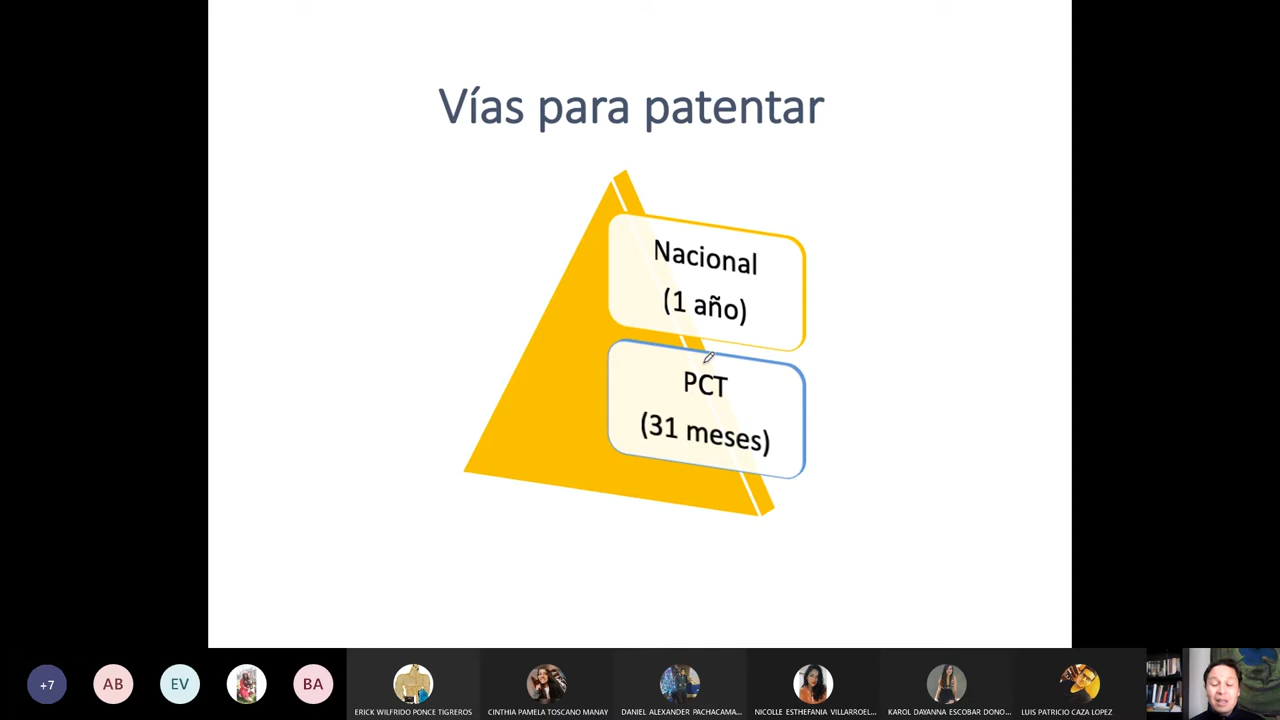 Vías para patentar
Nacional
(1 año)
PCT
(31 meses)
+7
AB
EV
BA
ERICK WILFRIDO PONCE TIGREROS
CINTHIA PAMELA TOSCANO MANAY
DANIEL ALEXANDER PACHACAMA...
NICOLLE ESTHEFANIA VILLARROEL...
KAROL DAYANNA ESCOBAR DONO...
LUIS PATRICIO CAZA LOPEZ